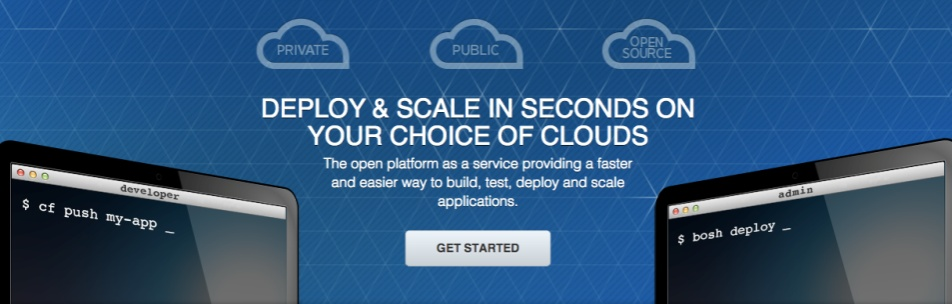 PRIVATE
PUBLIC
OPEN
SOURCE
DEPLOY & SCALE IN SECONDS ON
YOUR CHOICE OF CLOUDS
The open platform as a service providing a faster
and easier way to build, test, deploy and scale
applications.
GET STARTED
developer
$ cf push my-app _
admin
$ bosh deploy _